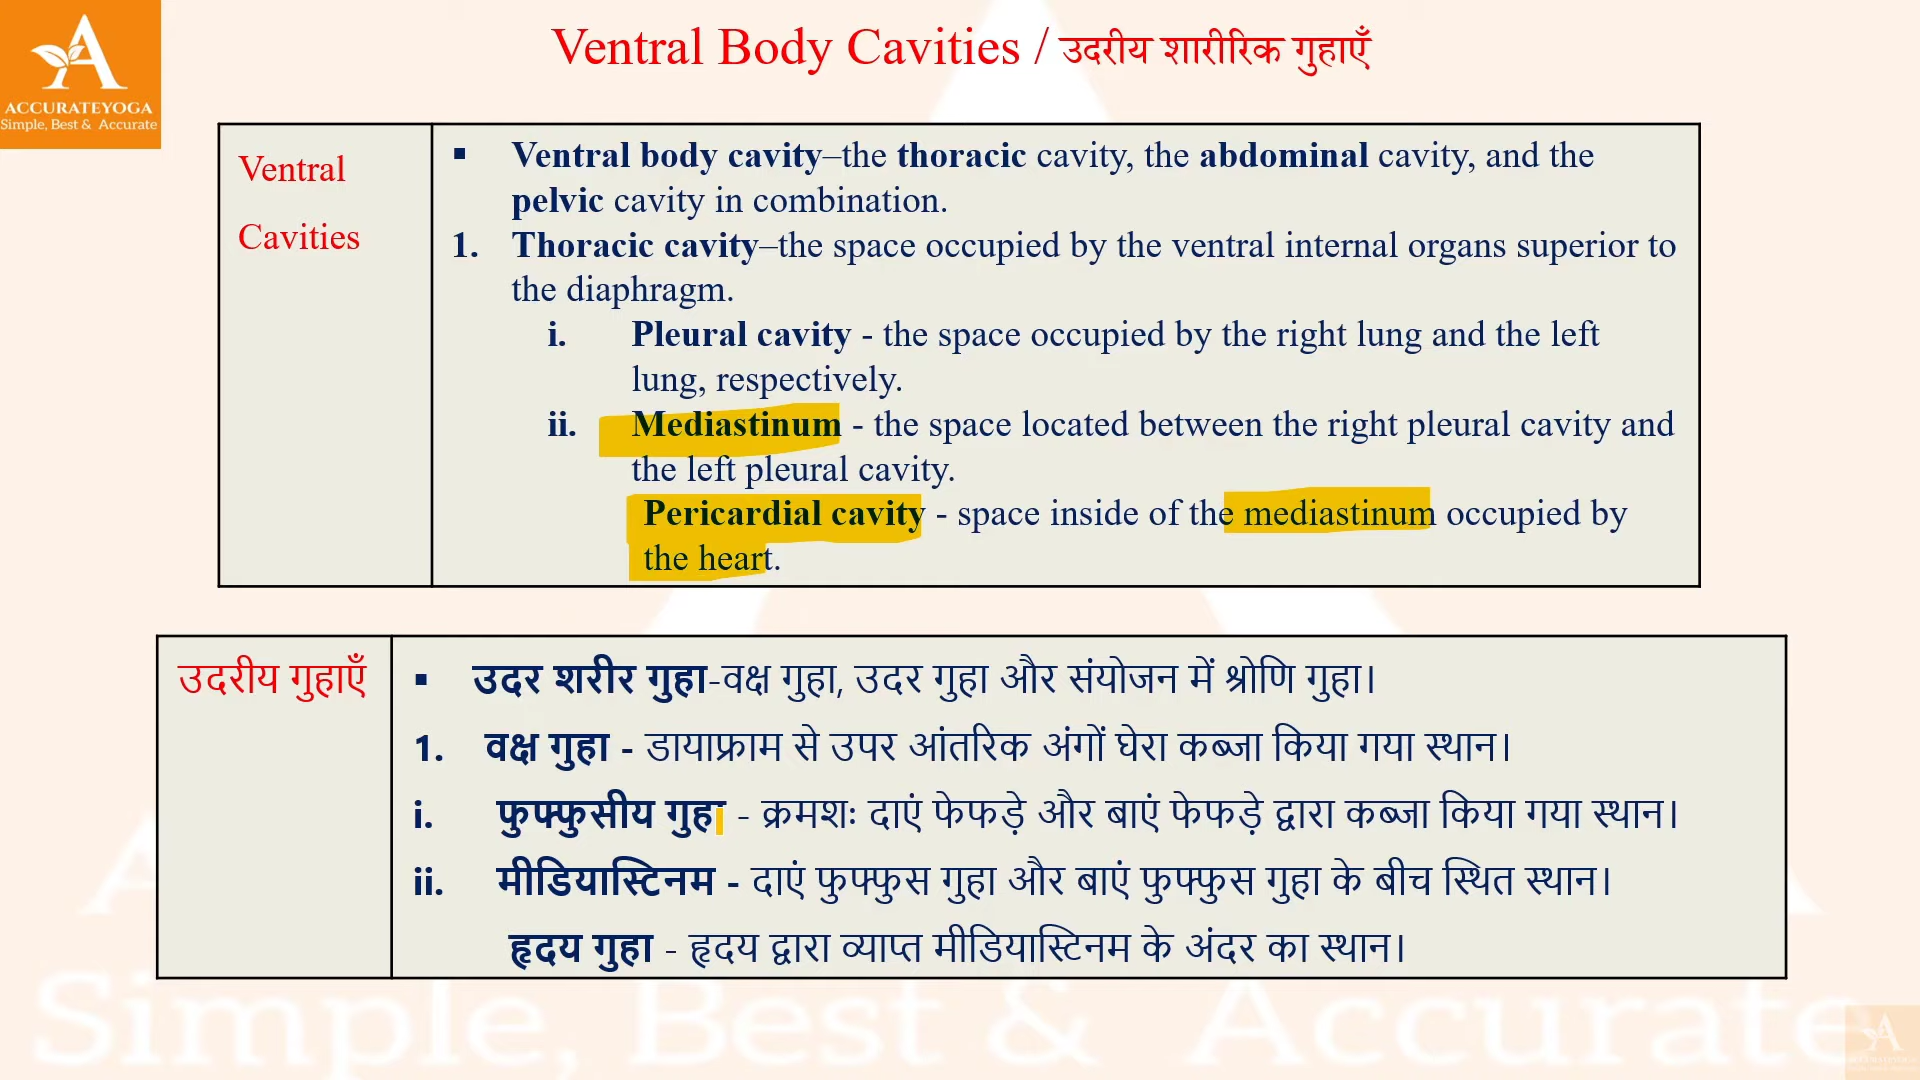 ACCURATEYOGA
Simple, Best & Accurate
Ventral Body Cavities / उदरीय शारीरिक गुहाएँ
Ventral
Cavities
▪ Ventral body cavity–the thoracic cavity, the abdominal cavity, and the
pelvic cavity in combination.
1. Thoracic cavity–the space occupied by the ventral internal organs superior to
the diaphragm.
i. Pleural cavity - the space occupied by the right lung and the left
lung, respectively.
ii. Mediastinum - the space located between the right pleural cavity and
the left pleural cavity.
Pericardial cavity - space inside of the mediastinum occupied by
the heart.
उदरीय गुहाएँ
▪ उदर शरीर गुहा-वक्ष गुहा, उदर गुहा और संयोजन में श्रोणि गुहा।
1. वक्ष गुहा - डायाफ्राम से उपर आंतरिक अंगों घेरा कब्जा किया गया स्थान।
i. फुफ्फुसीय गुहा - क्रमशः दाएं फेफड़े और बाएं फेफड़े द्वारा कब्जा किया गया स्थान।
ii. मीडियास्टिनम - दाएं फुफ्फुस गुहा और बाएं फुफ्फुस गुहा के बीच स्थित स्थान।
हृदय गुहा - हृदय द्वारा व्याप्त मीडियास्टिनम के अंदर का स्थान।
Simple, Best & Accurate